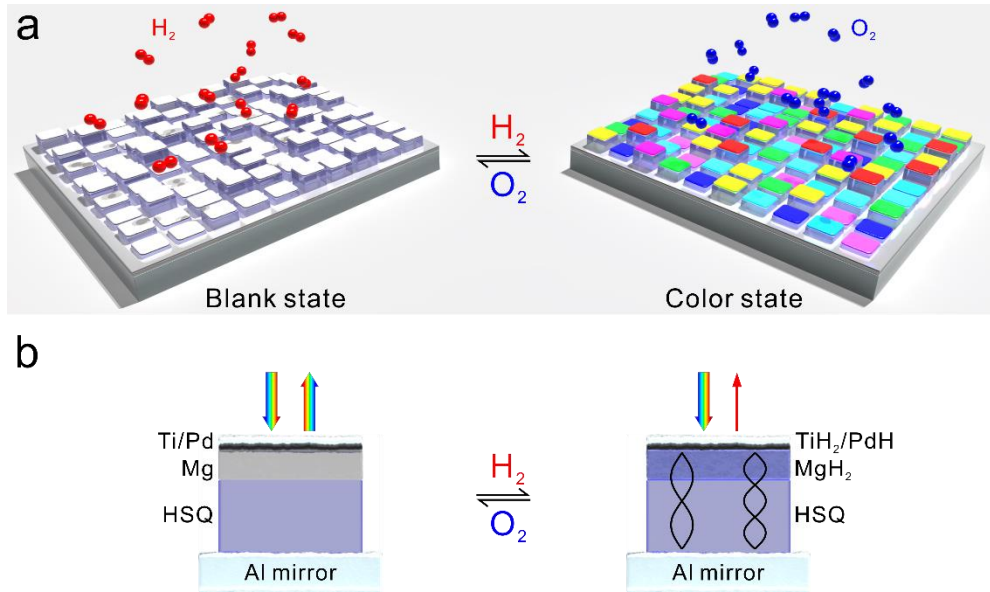 a
H₂
O₂
H₂
O₂
Blank state
Color state
b
Ti/Pd
Mg
HSQ
Al mirror
H₂
O₂
TiH₂/PdH
MgH₂
HSQ
Al mirror